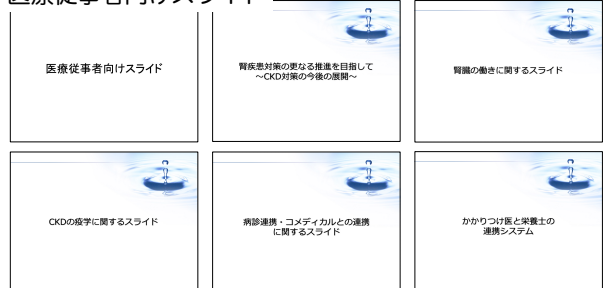 医療従事者向けスライド
医療従事者向けスライド
腎疾患対策の更なる推進を目指して
～CKD対策の今後の展開～
腎臓の働きに関するスライド
CKDの疫学に関するスライド
病診連携・コメディカルとの連携
に関するスライド
かかりつけ医と栄養士の
連携システム